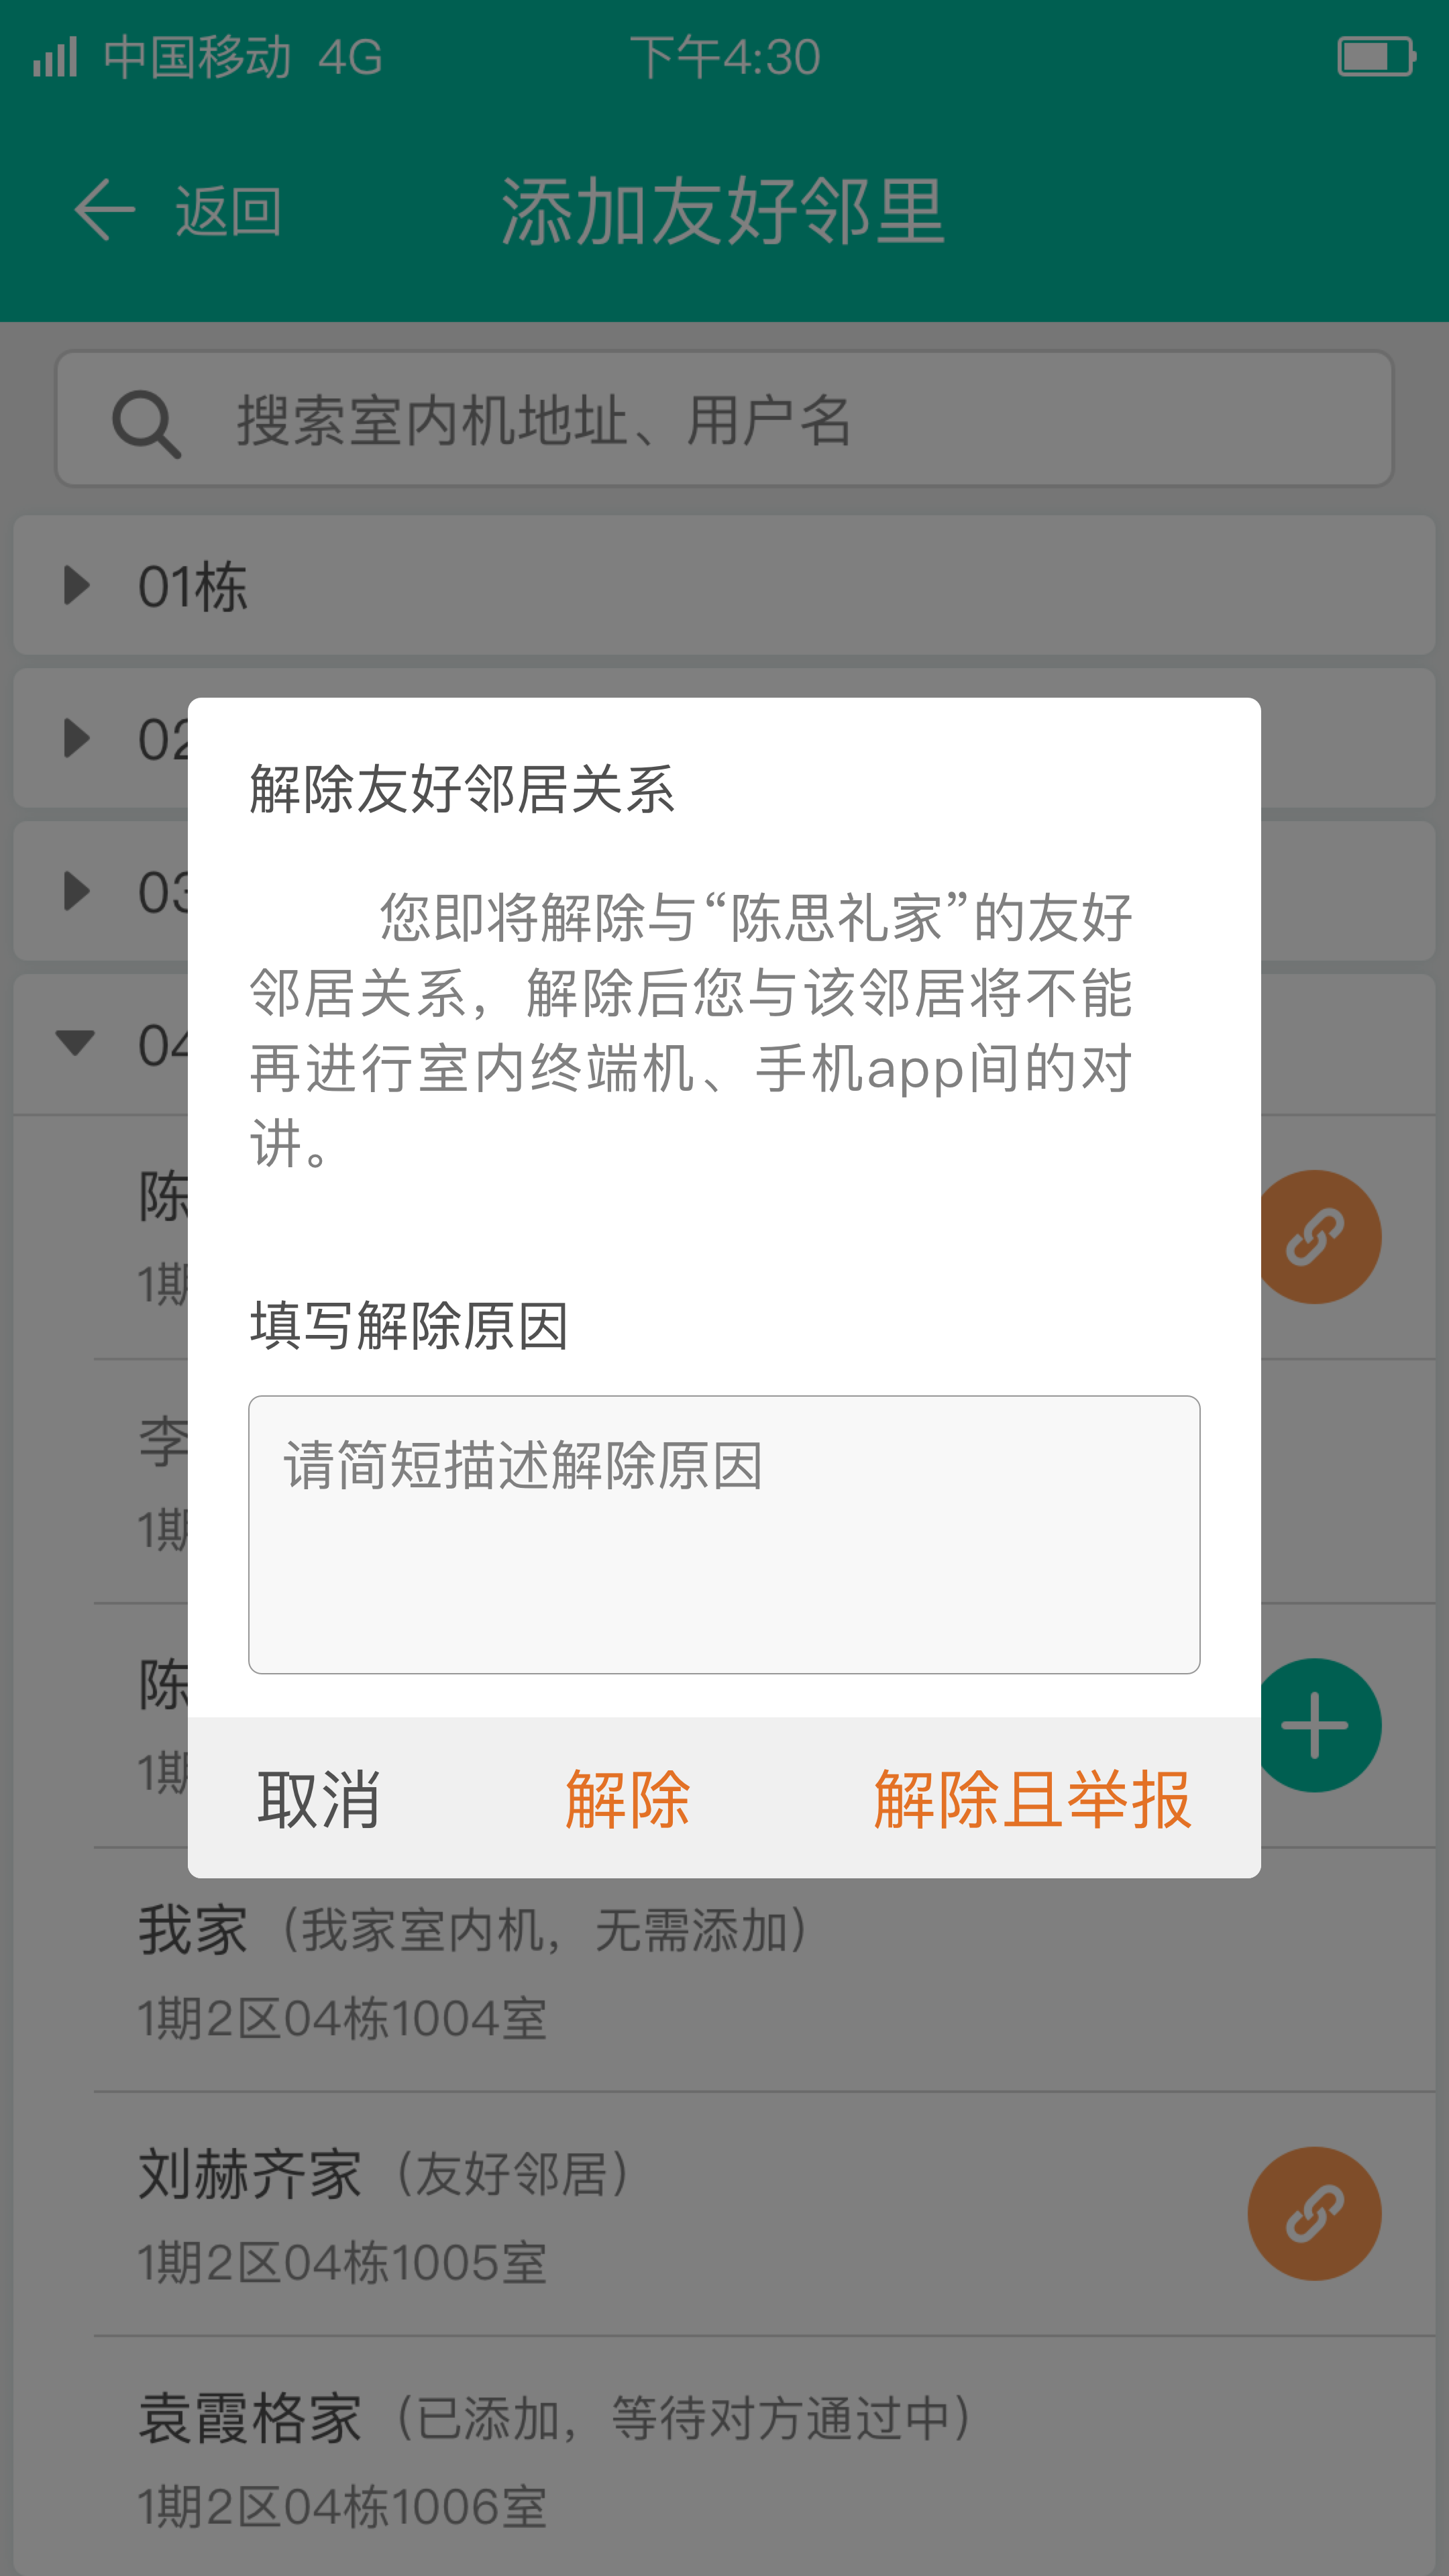 中国移动 4G 下午4:30
返回 添加友好邻里
搜索室内机地址、用户名
01栋
02
03
04
解除友好邻居关系
您即将解除与“陈思礼家”的友好
邻居关系，解除后您与该邻居将不能
再进行室内终端机、手机app间的对
讲。
陈
1期
填写解除原因
李
请简短描述解除原因
1期
陈
1期
取消 解除 解除且举报
我家（我家室内机，无需添加）
1期2区04栋1004室
刘赫齐家（友好邻居）
1期2区04栋1005室
袁霞格家（已添加，等待对方通过中）
1期2区04栋1006室